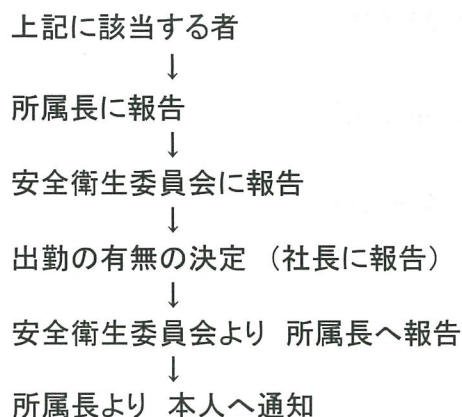 上記に該当する者
↓
所属長に報告
↓
安全衛生委員会に報告
↓
出勤の有無の決定 （社長に報告）
↓
安全衛生委員会より 所属長へ報告
↓
所属長より 本人へ通知